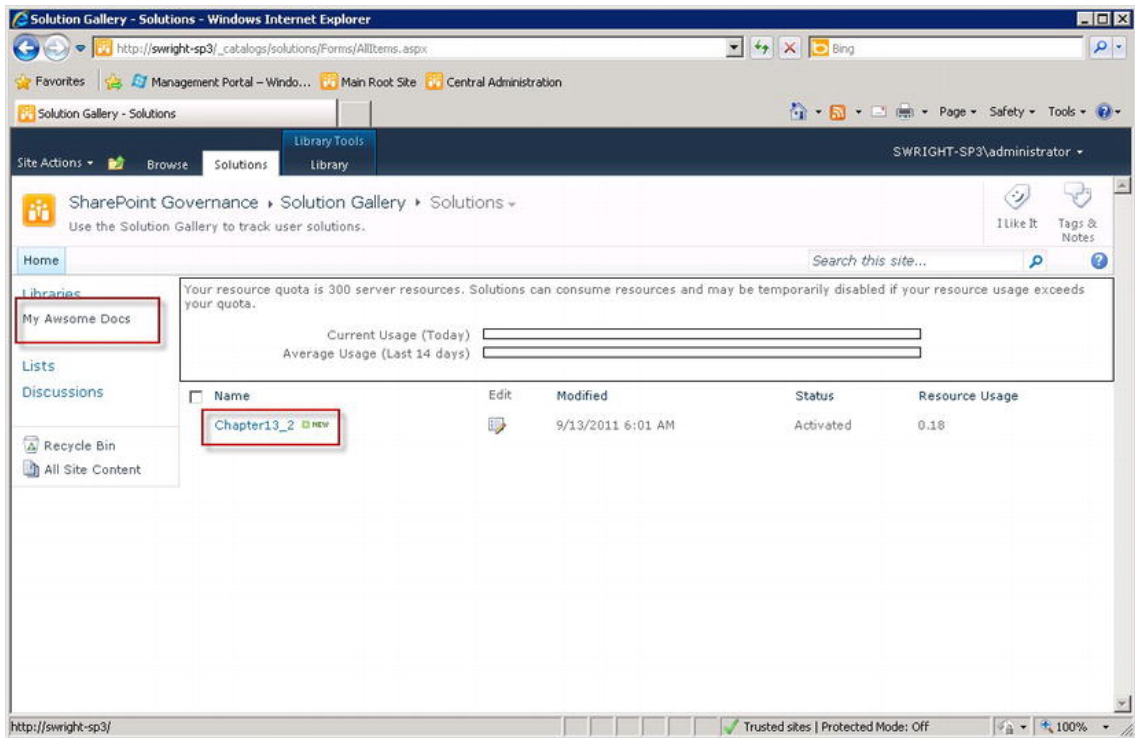 Solution Gallery - Solutions - Windows Internet Explorer
http://swright-sp3/_catalogs/solutions/Forms/AllItems.aspx
Bing
Favorites
Management Portal – Windo...
Main Root Site
Central Administration
Solution Gallery - Solutions
Page
Safety
Tools
Library Tools
Site Actions
Browse
Solutions
Library
SWRIGHT-SP3\administrator
SharePoint Governance
Solution Gallery
Solutions
Use the Solution Gallery to track user solutions.
I Like It
Tags &
Notes
Home
Search this site...
Libraries
My Awsome Docs
Lists
Discussions
Recycle Bin
All Site Content
Your resource quota is 300 server resources. Solutions can consume resources and may be temporarily disabled if your resource usage exceeds
your quota.
Current Usage (Today)
Average Usage (Last 14 days)
Name Edit Modified Status Resource Usage
Chapter13_2 NEW 9/13/2011 6:01 AM Activated 0.18
http://swright-sp3/
Trusted sites | Protected Mode: Off
100%